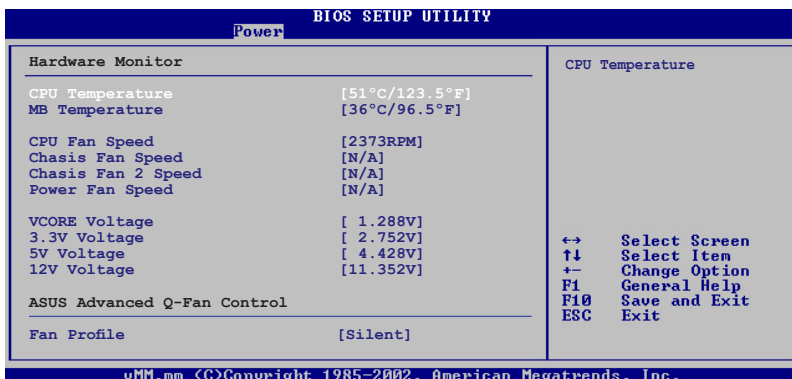 BIOS SETUP UTILITY
Power
Hardware Monitor
CPU Temperature [51°C/123.5°F]
MB Temperature [36°C/96.5°F]
CPU Fan Speed [2373RPM]
Chasis Fan Speed [N/A]
Chasis Fan 2 Speed [N/A]
Power Fan Speed [N/A]
VCORE Voltage [ 1.288V]
3.3V Voltage [ 2.752V]
5V Voltage [ 4.428V]
12V Voltage [11.352V]
ASUS Advanced Q-Fan Control
Fan Profile [Silent]
CPU Temperature
↔ Select Screen
↑↓ Select Item
+- Change Option
F1 General Help
F10 Save and Exit
ESC Exit
vMM.mm (C)Copyright 1985-2002, American Megatrends, Inc.